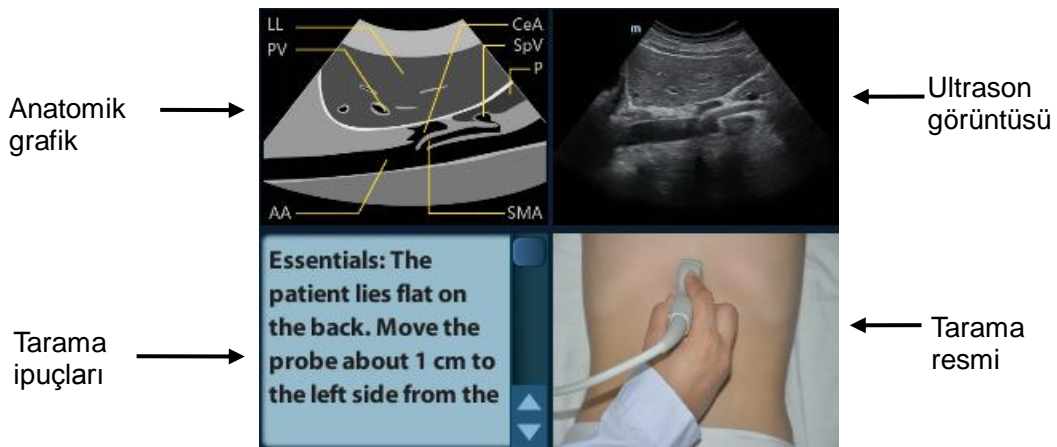 LL
PV
CeA
SpV
P
AA
SMA
m
Anatomik
grafik
Ultrason
görüntüsü
Essentials: The
patient lies flat on
the back. Move the
probe about 1 cm to
the left side from the
Tarama
ipuçları
Tarama
resmi